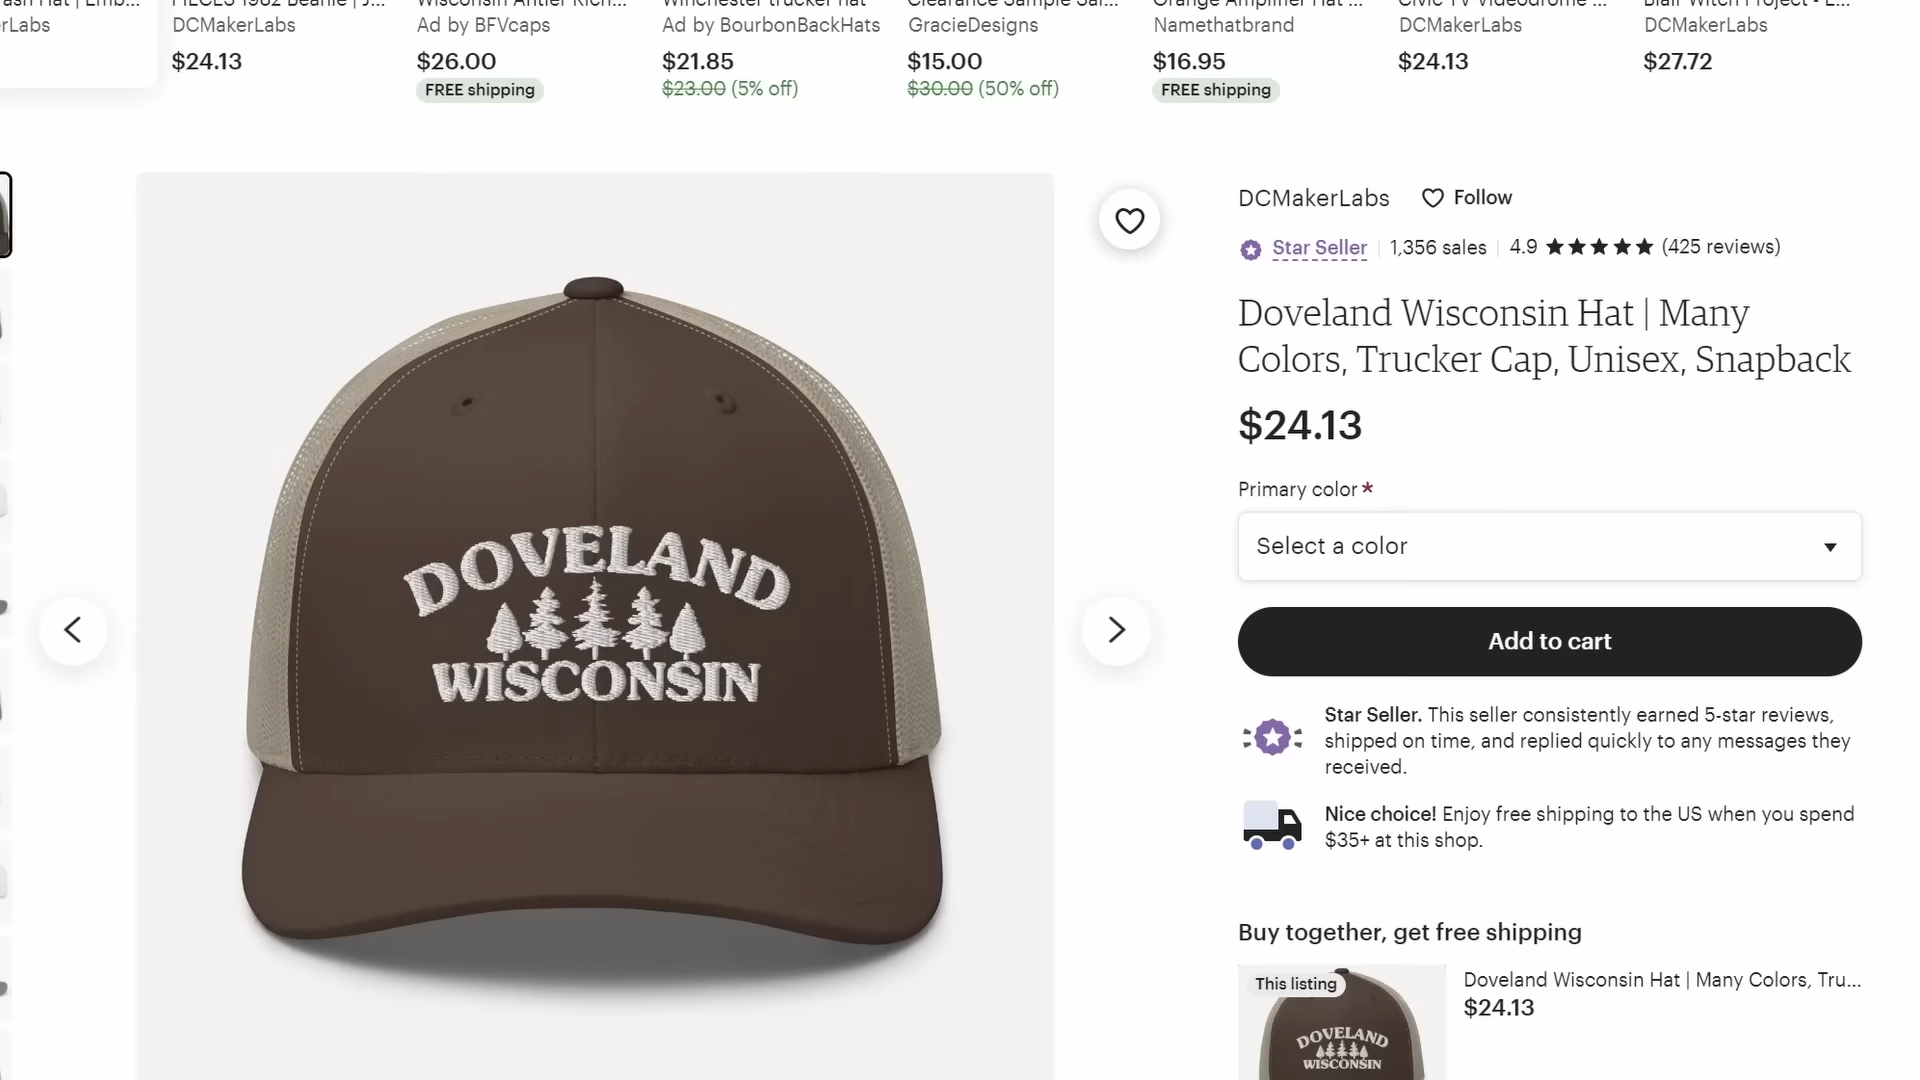 DCMakerLabs
$24.13
Ad by BFVcaps
$26.00
FREE shipping
Ad by BourbonBackHats
$21.85
$23.00 (5% off)
GracieDesigns
$15.00
$30.00 (50% off)
Namethatbrand
$16.95
FREE shipping
DCMakerLabs
$24.13
DCMakerLabs
$27.72
DOVELAND
WISCONSIN
DCMakerLabs
Follow
Star Seller
1,356 sales
4.9
(425 reviews)
Doveland Wisconsin Hat | Many
Colors, Trucker Cap, Unisex, Snapback
$24.13
Primary color *
Select a color
Add to cart
Star Seller. This seller consistently earned 5-star reviews,
shipped on time, and replied quickly to any messages they
received.
Nice choice! Enjoy free shipping to the US when you spend
$35+ at this shop.
Buy together, get free shipping
This listing
DOVELAND
WISCONSIN
Doveland Wisconsin Hat | Many Colors, Tru...
$24.13